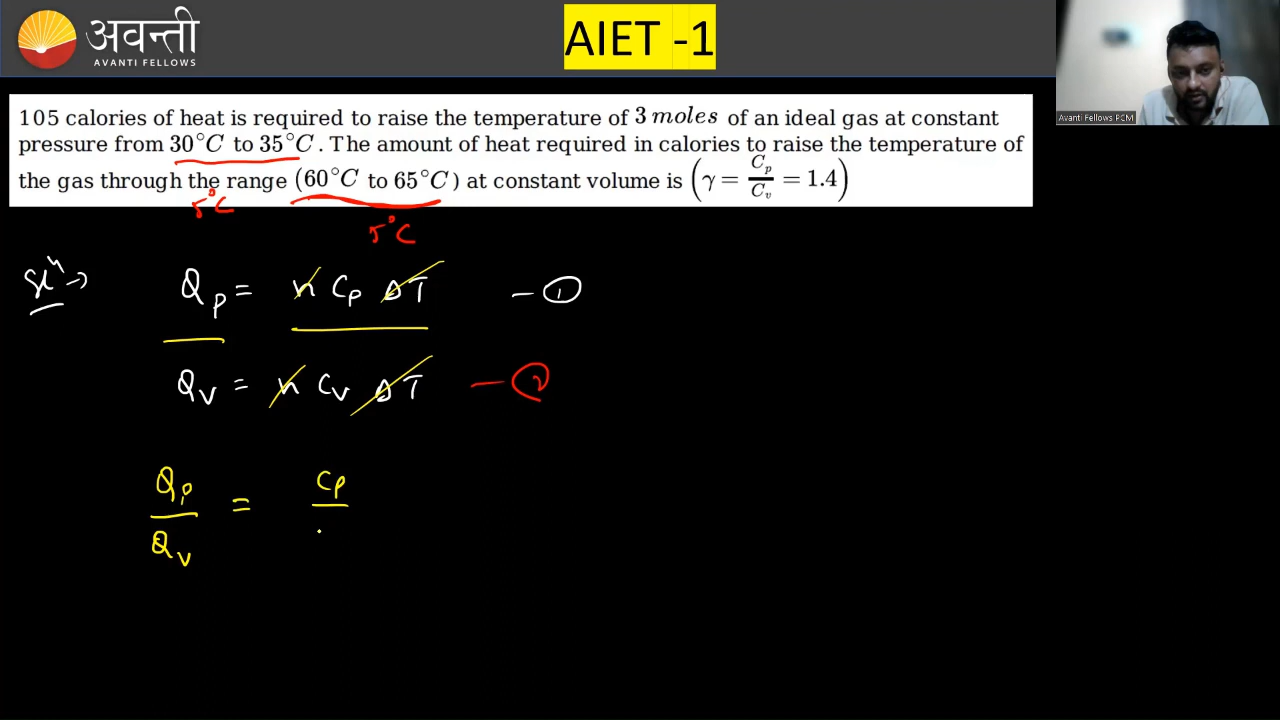 अवन्ती
AVANTI FELLOWS
AIET -1
Avanti Fellows PCM
105 calories of heat is required to raise the temperature of 3 moles of an ideal gas at constant
pressure from 30°C to 35°C. The amount of heat required in calories to raise the temperature of
the gas through the range (60°C to 65°C) at constant volume is (γ = Cp/Cv = 1.4)
5°C
5°C
Solⁿ →
Qp = n Cp ΔT — ①
Qv = n Cv ΔT — ②
Qp/Qv = Cp/